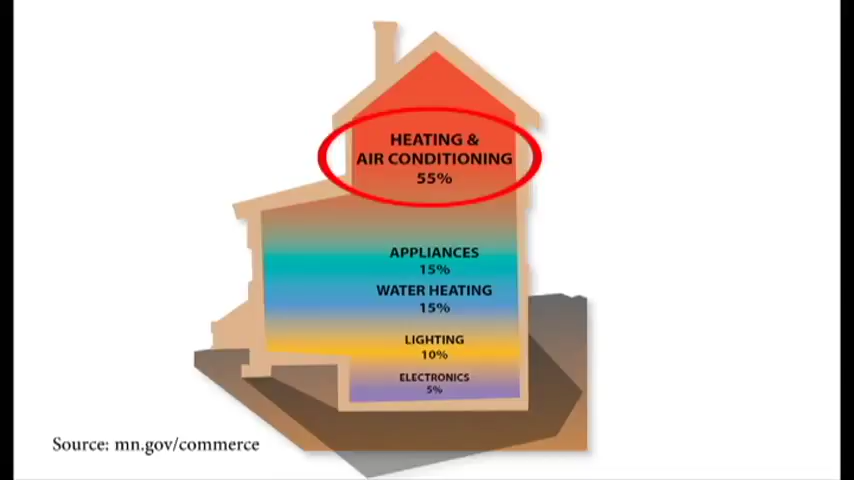 HEATING &
AIR CONDITIONING
55%
APPLIANCES
15%
WATER HEATING
15%
LIGHTING
10%
ELECTRONICS
5%
Source: mn.gov/commerce